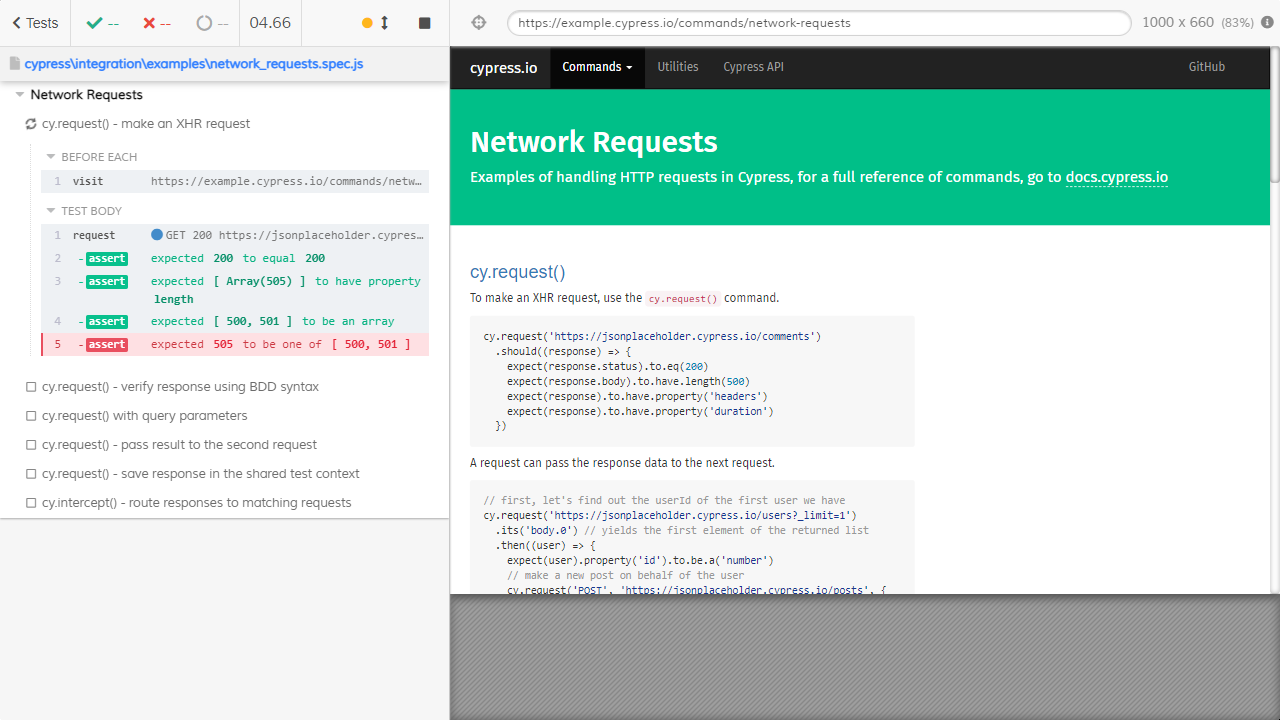 Tests -- -- -- 04.66
https://example.cypress.io/commands/network-requests 1000 x 660 (83%)
cypress\integration\examples\network_requests.spec.js
Network Requests
cy.request() - make an XHR request
BEFORE EACH
1 visit https://example.cypress.io/commands/netw…
TEST BODY
1 request GET 200 https://jsonplaceholder.cypres…
2 - assert expected 200 to equal 200
3 - assert expected [ Array(505) ] to have property
length
4 - assert expected [ 500, 501 ] to be an array
5 - assert expected 505 to be one of [ 500, 501 ]
cy.request() - verify response using BDD syntax
cy.request() with query parameters
cy.request() - pass result to the second request
cy.request() - save response in the shared test context
cy.intercept() - route responses to matching requests
cypress.io Commands Utilities Cypress API GitHub
Network Requests
Examples of handling HTTP requests in Cypress, for a full reference of commands, go to docs.cypress.io
cy.request()
To make an XHR request, use the cy.request() command.
cy.request('https://jsonplaceholder.cypress.io/comments')
.should((response) => {
expect(response.status).to.eq(200)
expect(response.body).to.have.length(500)
expect(response).to.have.property('headers')
expect(response).to.have.property('duration')
})
A request can pass the response data to the next request.
// first, let's find out the userId of the first user we have
cy.request('https://jsonplaceholder.cypress.io/users?_limit=1')
.its('body.0') // yields the first element of the returned list
.then((user) => {
expect(user).property('id').to.be.a('number')
// make a new post on behalf of the user
cy.request('POST', 'https://jsonplaceholder.cypress.io/posts', {